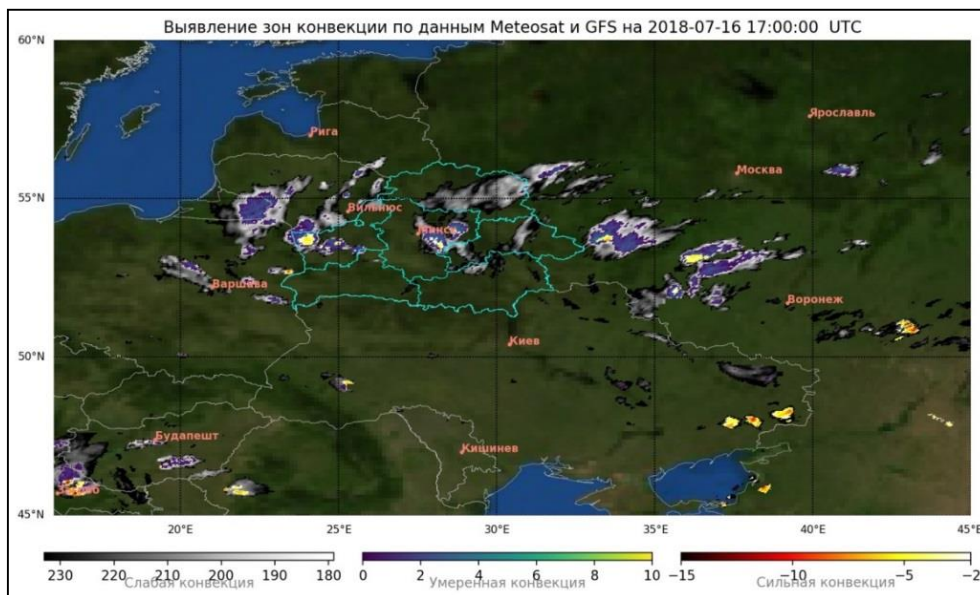 Выявление зон конвекции по данным Meteosat и GFS на 2018-07-16 17:00:00 UTC
60°N
Ярославль
Рига
Москва
55°N
Вильнюс
Минск
Варшава
Воронеж
Киев
50°N
Будапешт
Кишинев
45°N
20°E 25°E 30°E 35°E 40°E 45°E
230 220 210 200 190 180 0 2 4 6 8 10 −15 −10 −5 −2
Слабая конвекция Умеренная конвекция Сильная конвекция